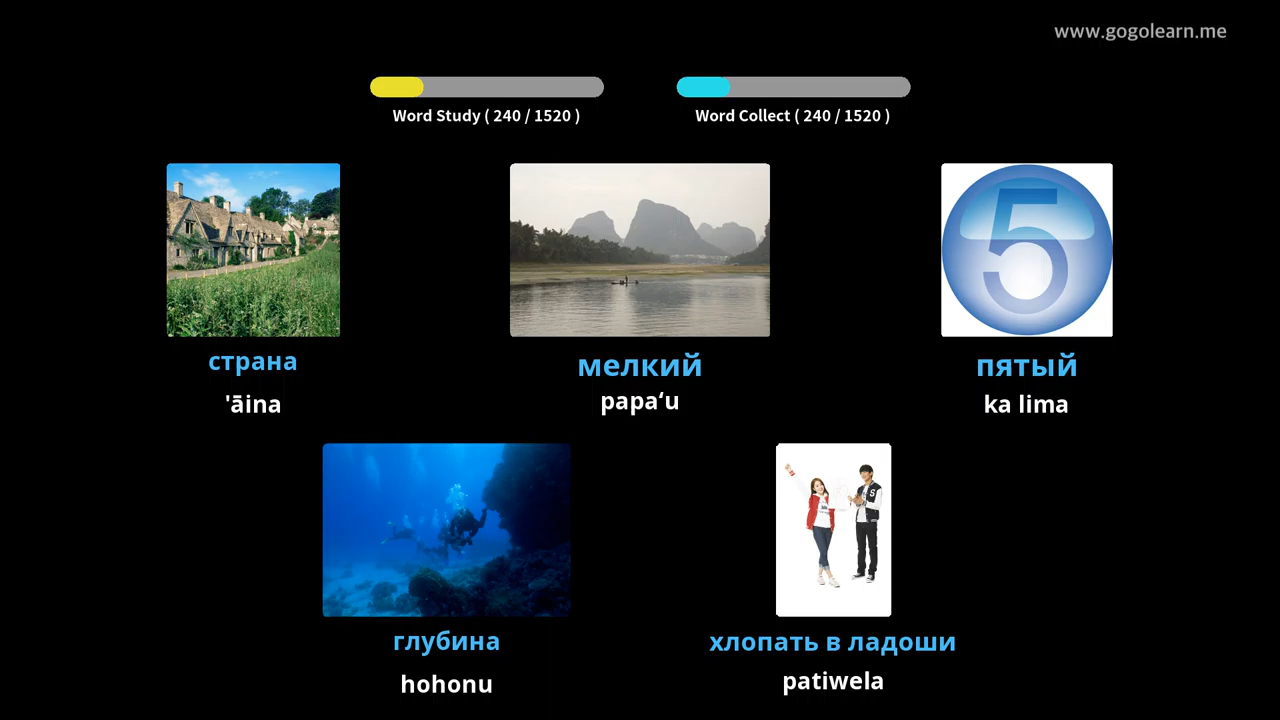 www.gogolearn.me
Word Study ( 240 / 1520 )
Word Collect ( 240 / 1520 )
5
страна
мелкий
пятый
'āina
papaʻu
ka lima
глубина
хлопать в ладоши
hohonu
patiwela